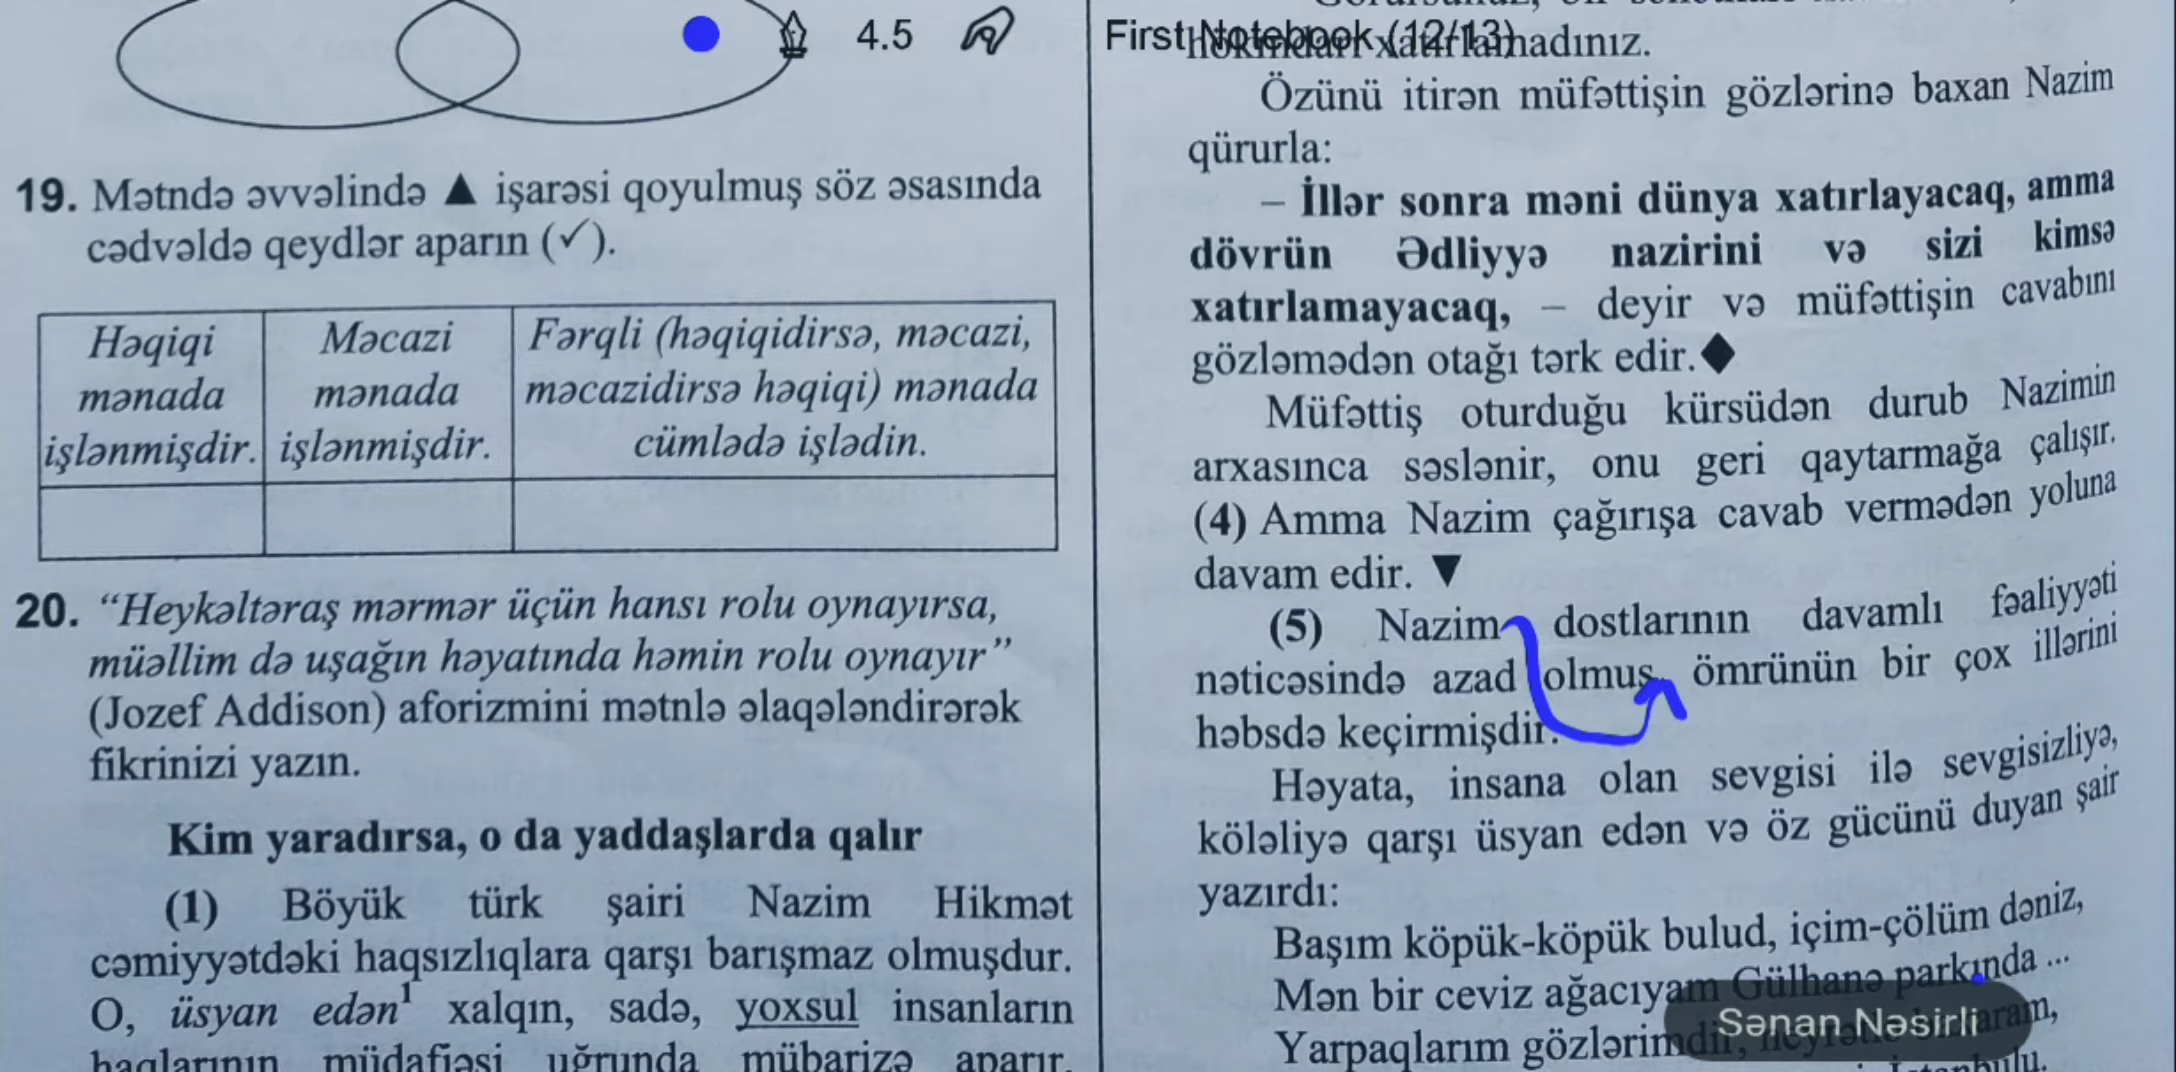 4.5
First Notebook (12/13)
19. Mətndə əvvəlində ▲ işarəsi qoyulmuş söz əsasında
cədvəldə qeydlər aparın (✓).
Həqiqi
mənada
işlənmişdir.
Məcazi
mənada
işlənmişdir.
Fərqli (həqiqidirsə, məcazi,
məcazidirsə həqiqi) mənada
cümlədə işlədin.
20. “Heykəltəraş mərmər üçün hansı rolu oynayırsa,
müəllim də uşağın həyatında həmin rolu oynayır”
(Jozef Addison) aforizmini mətnlə əlaqələndirərək
fikrinizi yazın.
Kim yaradırsa, o da yaddaşlarda qalır
(1) Böyük türk şairi Nazim Hikmət
cəmiyyətdəki haqsızlıqlara qarşı barışmaz olmuşdur.
O, üsyan edən¹ xalqın, sadə, yoxsul insanların
haqlarının müdafiəsi uğrunda mübarizə aparır.
Özünü itirən müfəttişin gözlərinə baxan Nazim
qürurla:
– İllər sonra məni dünya xatırlayacaq, amma
dövrün Ədliyyə nazirini və sizi kimsə
xatırlamayacaq, – deyir və müfəttişin cavabını
gözləmədən otağı tərk edir.◆
Müfəttiş oturduğu kürsüdən durub Nazimin
arxasınca səslənir, onu geri qaytarmağa çalışır.
(4) Amma Nazim çağırışa cavab vermədən yoluna
davam edir. ▼
(5) Nazim dostlarının davamlı fəaliyyəti
nəticəsində azad olmuş, ömrünün bir çox illərini
həbsdə keçirmişdir.
Həyata, insana olan sevgisi ilə sevgisizliyə,
köləliyə qarşı üsyan edən və öz gücünü duyan şair
yazırdı:
Başım köpük-köpük bulud, içim-çölüm dəniz,
Mən bir ceviz ağacıyam Gülhanə parkında ...
Yarpaqlarım gözlərimdir,
Sənan Nəsirli